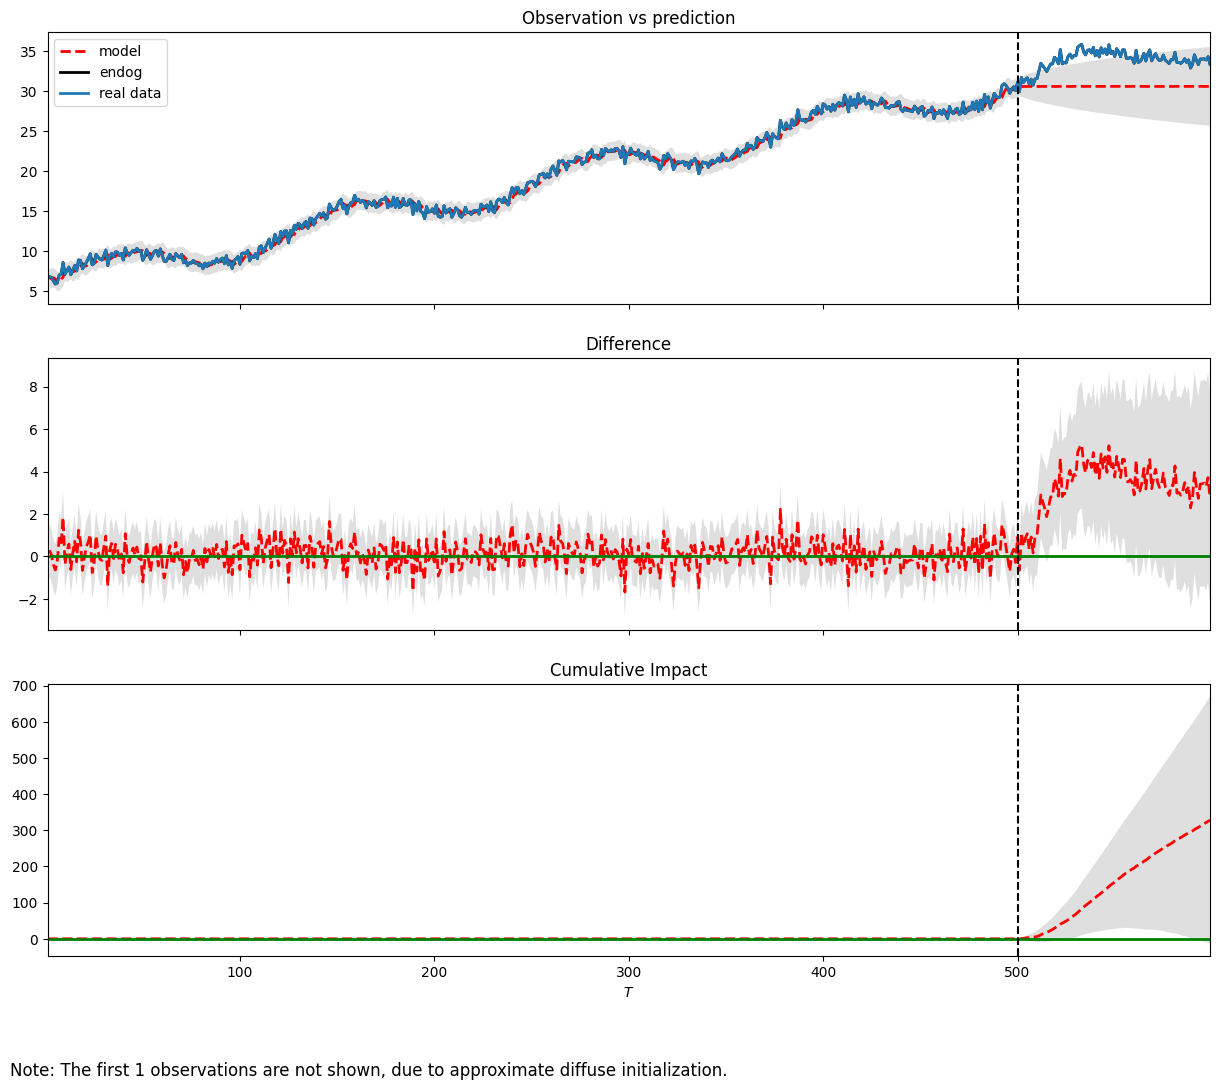 Observation vs prediction
model
endog
real data
35
30
25
20
15
10
5
Difference
8
6
4
2
0
−2
Cumulative Impact
700
600
500
400
300
200
100
0
100 200 300 400 500
T
Note: The first 1 observations are not shown, due to approximate diffuse initialization.